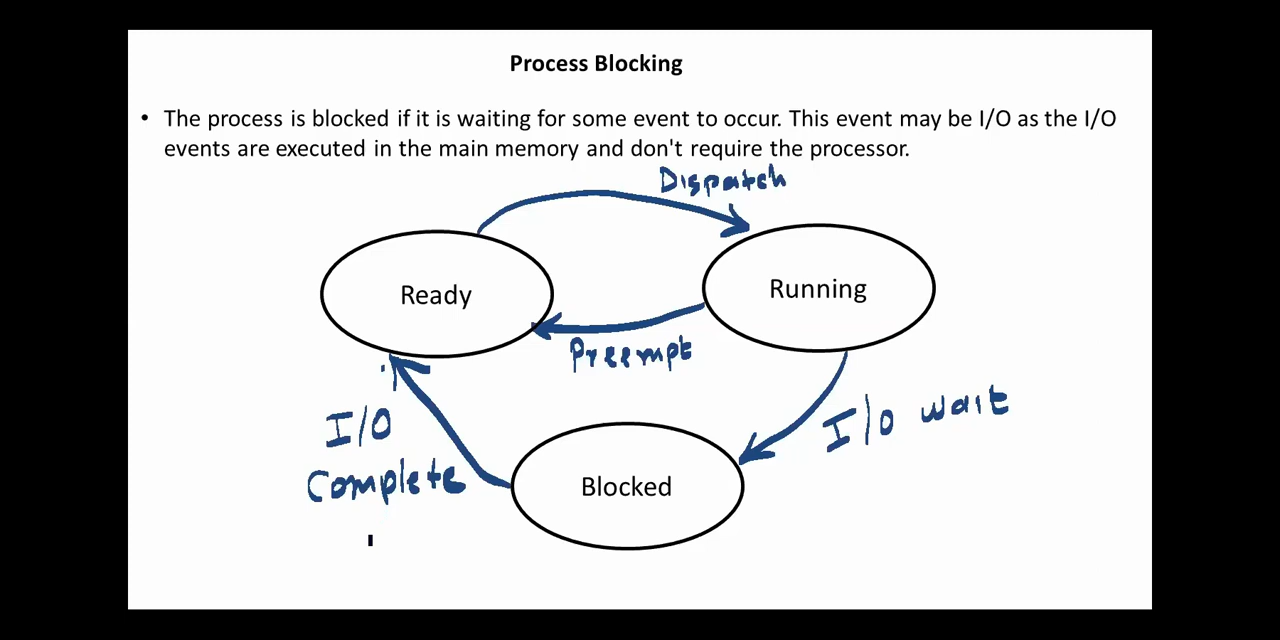 Process Blocking
• The process is blocked if it is waiting for some event to occur. This event may be I/O as the I/O
events are executed in the main memory and don't require the processor.
Dispatch
Ready
Running
Preempt
I/O wait
I/O
Complete
Blocked